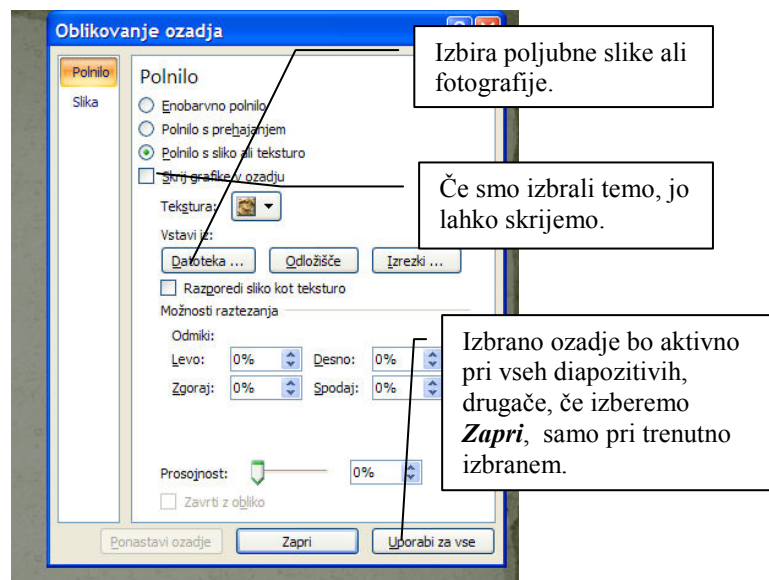 Oblikovanje ozadja
Polnilo
Slika
Polnilo
Enobarvno polnilo
Polnilo s prehajanjem
Polnilo s sliko ali teksturo
Skrij grafike v ozadju
Tekstura:
Vstavi iz:
Datoteka ...
Odložišče
Izrezki ...
Razporedi sliko kot teksturo
Možnosti raztezanja
Odmiki:
Levo: 0% Desno: 0%
Zgoraj: 0% Spodaj: 0%
Prosojnost: 0%
Zavrti z obliko
Ponastavi ozadje
Zapri
Uporabi za vse
Izbira poljubne slike ali
fotografije.
Če smo izbrali temo, jo
lahko skrijemo.
Izbrano ozadje bo aktivno
pri vseh diapozitivih,
drugače, če izberemo
Zapri, samo pri trenutno
izbranem.